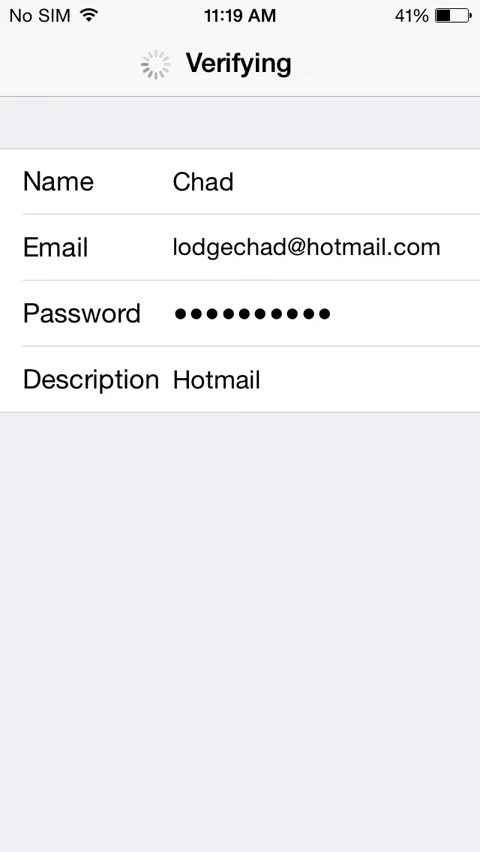 No SIM 11:19 AM 41%
Verifying
Name Chad
Email lodgechad@hotmail.com
Password ●●●●●●●●●●
Description Hotmail